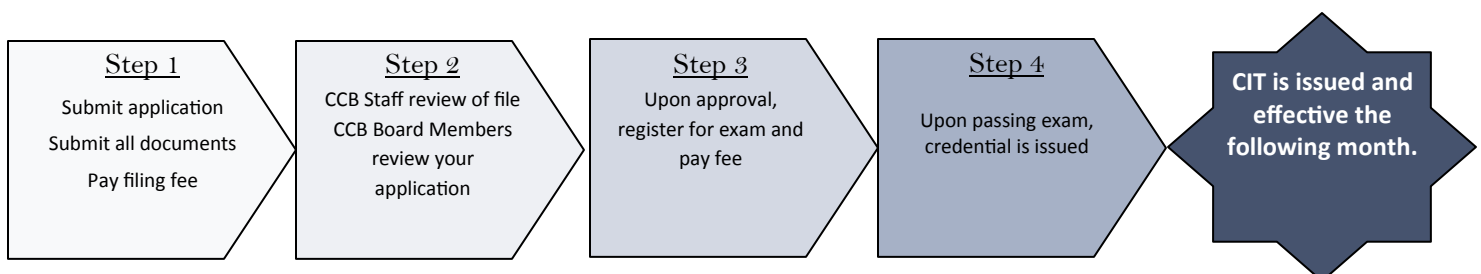 Step 1
Submit application
Submit all documents
Pay filing fee
Step 2
CCB Staff review of file
CCB Board Members
review your
application
Step 3
Upon approval,
register for exam and
pay fee
Step 4
Upon passing exam,
credential is issued
CIT is issued and
effective the
following month.